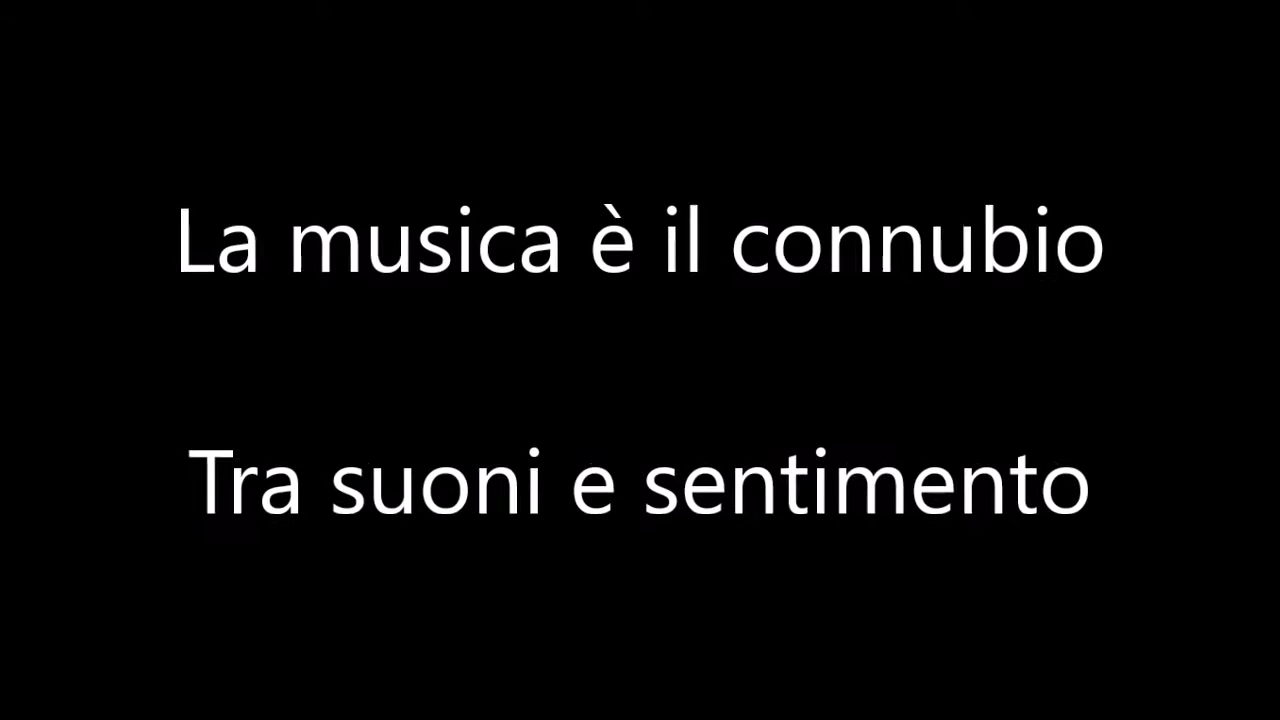 La musica è il connubio
Tra suoni e sentimento